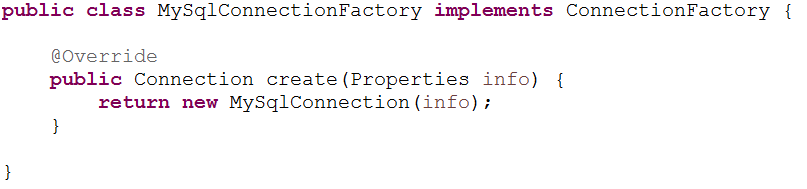 public class MySqlConnectionFactory implements ConnectionFactory {
@Override
public Connection create(Properties info) {
return new MySqlConnection(info);
}
}